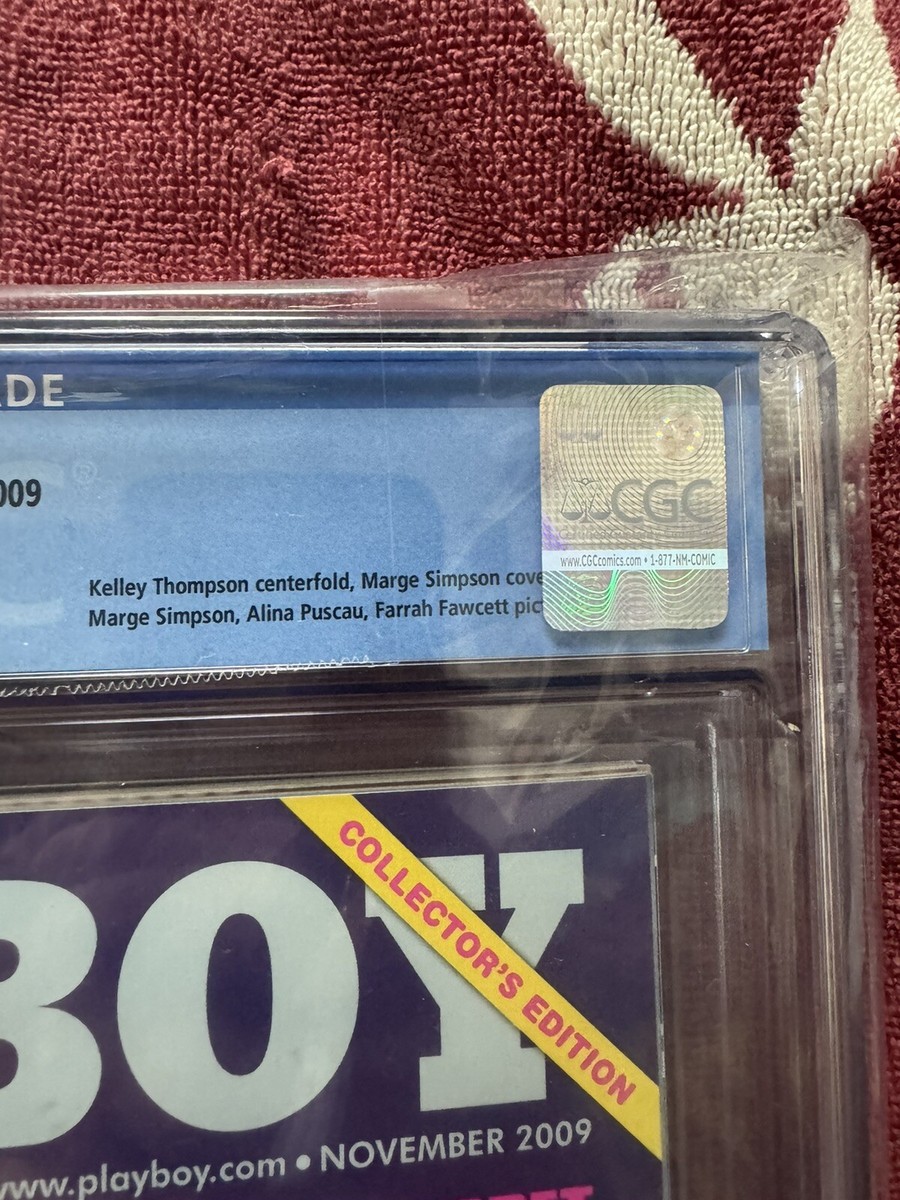 ADE
®
009
Kelley Thompson centerfold, Marge Simpson cove
Marge Simpson, Alina Puscau, Farrah Fawcett pic
CGC
www.CGCcomics.com • 1-877-NM-COMIC
BOY
COLLECTOR'S EDITION
www.playboy.com • NOVEMBER 2009